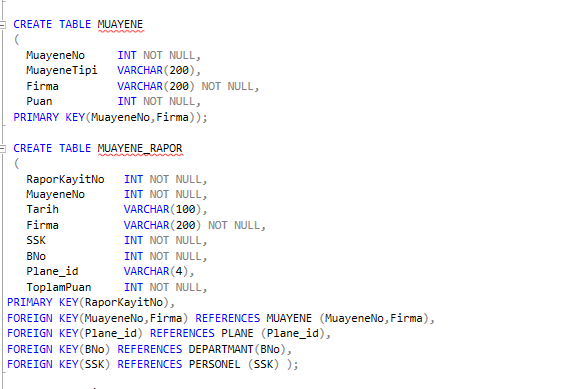 CREATE TABLE MUAYENE
(
MuayeneNo INT NOT NULL,
MuayeneTipi VARCHAR(200),
Firma VARCHAR(200) NOT NULL,
Puan INT NOT NULL,
PRIMARY KEY(MuayeneNo,Firma));
CREATE TABLE MUAYENE_RAPOR
(
RaporKayitNo INT NOT NULL,
MuayeneNo INT NOT NULL,
Tarih VARCHAR(100),
Firma VARCHAR(200) NOT NULL,
SSK INT NOT NULL,
BNo INT NOT NULL,
Plane_id VARCHAR(4),
ToplamPuan INT NOT NULL,
PRIMARY KEY(RaporKayitNo),
FOREIGN KEY(MuayeneNo,Firma) REFERENCES MUAYENE (MuayeneNo,Firma),
FOREIGN KEY(Plane_id) REFERENCES PLANE (Plane_id),
FOREIGN KEY(BNo) REFERENCES DEPARTMANT(BNo),
FOREIGN KEY(SSK) REFERENCES PERSONEL (SSK) );